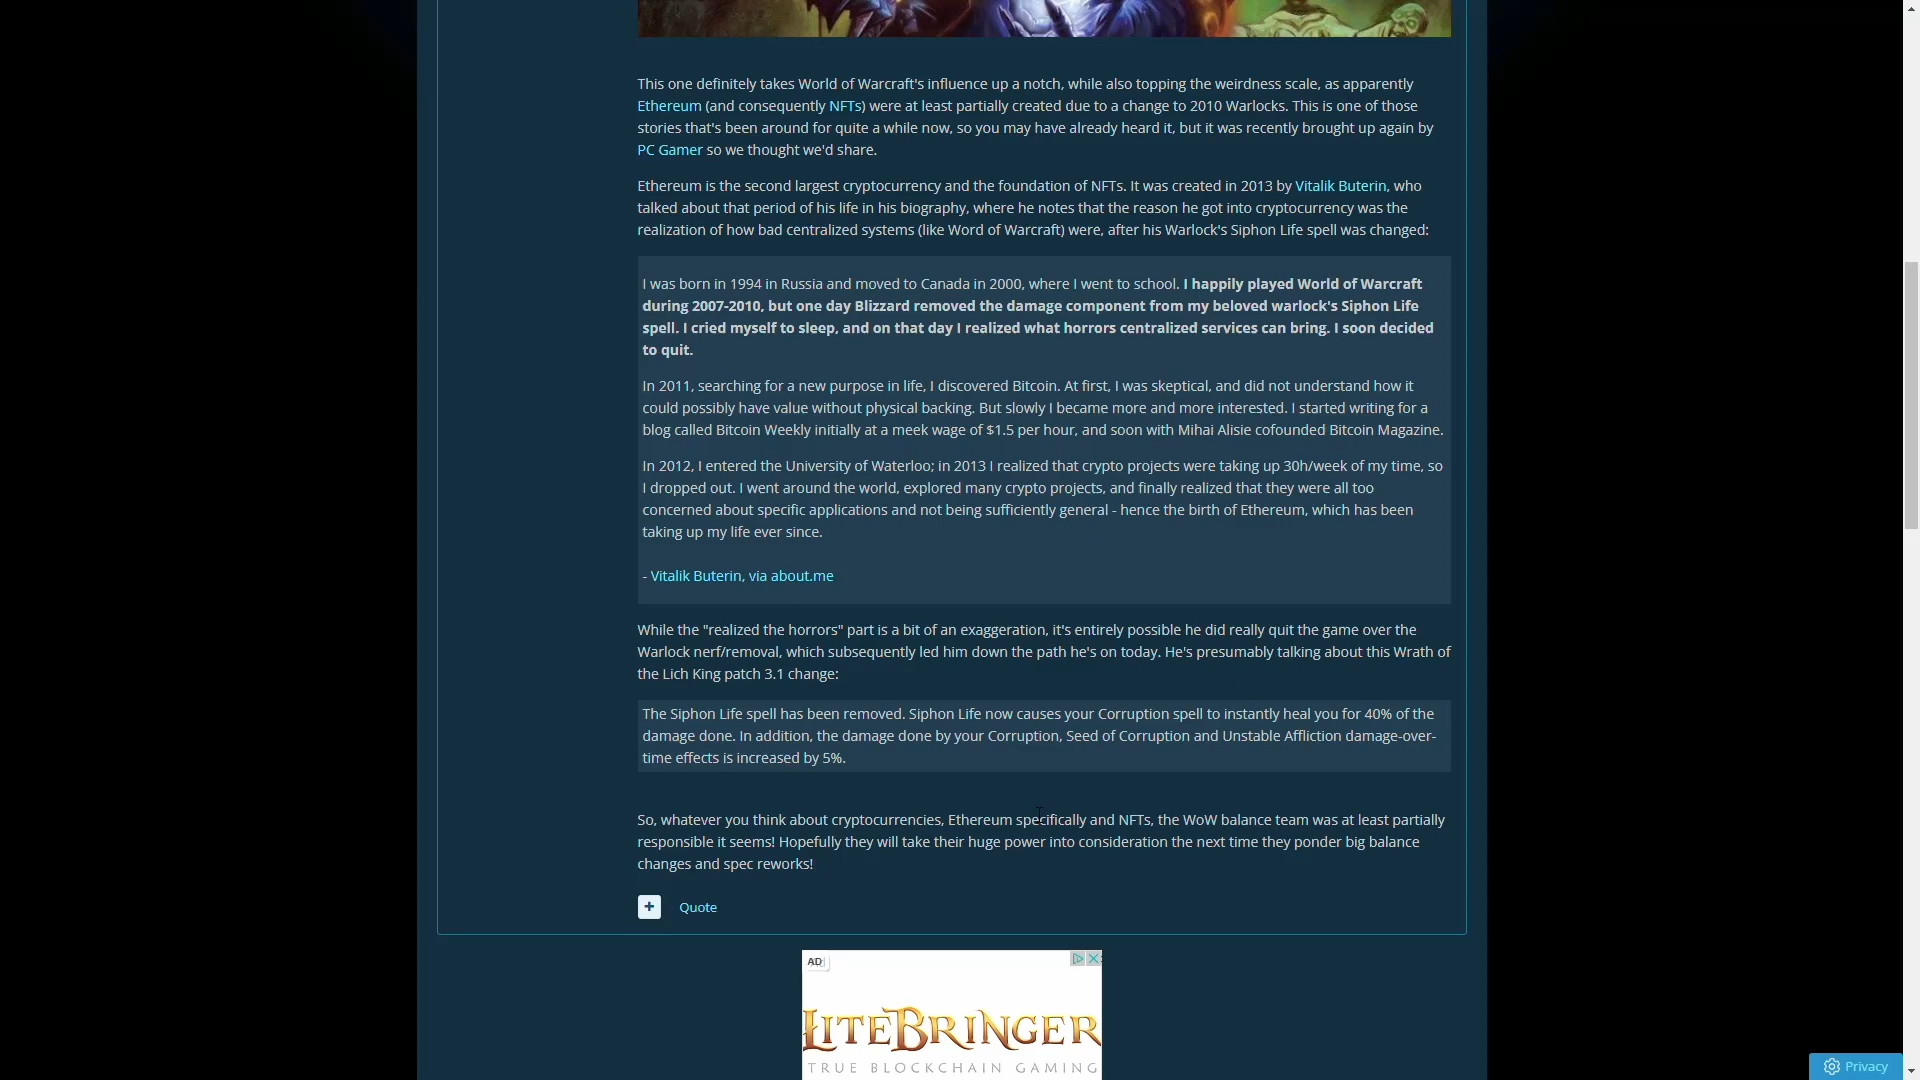 This one definitely takes World of Warcraft's influence up a notch, while also topping the weirdness scale, as apparently
Ethereum (and consequently NFTs) were at least partially created due to a change to 2010 Warlocks. This is one of those
stories that's been around for quite a while now, so you may have already heard it, but it was recently brought up again by
PC Gamer so we thought we'd share.
Ethereum is the second largest cryptocurrency and the foundation of NFTs. It was created in 2013 by Vitalik Buterin, who
talked about that period of his life in his biography, where he notes that the reason he got into cryptocurrency was the
realization of how bad centralized systems (like Word of Warcraft) were, after his Warlock's Siphon Life spell was changed:
I was born in 1994 in Russia and moved to Canada in 2000, where I went to school. I happily played World of Warcraft
during 2007-2010, but one day Blizzard removed the damage component from my beloved warlock's Siphon Life
spell. I cried myself to sleep, and on that day I realized what horrors centralized services can bring. I soon decided
to quit.
In 2011, searching for a new purpose in life, I discovered Bitcoin. At first, I was skeptical, and did not understand how it
could possibly have value without physical backing. But slowly I became more and more interested. I started writing for a
blog called Bitcoin Weekly initially at a meek wage of $1.5 per hour, and soon with Mihai Alisie cofounded Bitcoin Magazine.
In 2012, I entered the University of Waterloo; in 2013 I realized that crypto projects were taking up 30h/week of my time, so
I dropped out. I went around the world, explored many crypto projects, and finally realized that they were all too
concerned about specific applications and not being sufficiently general - hence the birth of Ethereum, which has been
taking up my life ever since.
- Vitalik Buterin, via about.me
While the "realized the horrors" part is a bit of an exaggeration, it's entirely possible he did really quit the game over the
Warlock nerf/removal, which subsequently led him down the path he's on today. He's presumably talking about this Wrath of
the Lich King patch 3.1 change:
The Siphon Life spell has been removed. Siphon Life now causes your Corruption spell to instantly heal you for 40% of the
damage done. In addition, the damage done by your Corruption, Seed of Corruption and Unstable Affliction damage-over-
time effects is increased by 5%.
So, whatever you think about cryptocurrencies, Ethereum specifically and NFTs, the WoW balance team was at least partially
responsible it seems! Hopefully they will take their huge power into consideration the next time they ponder big balance
changes and spec reworks!
+ Quote
AD
LITEBRINGER
TRUE BLOCKCHAIN GAMING
Privacy